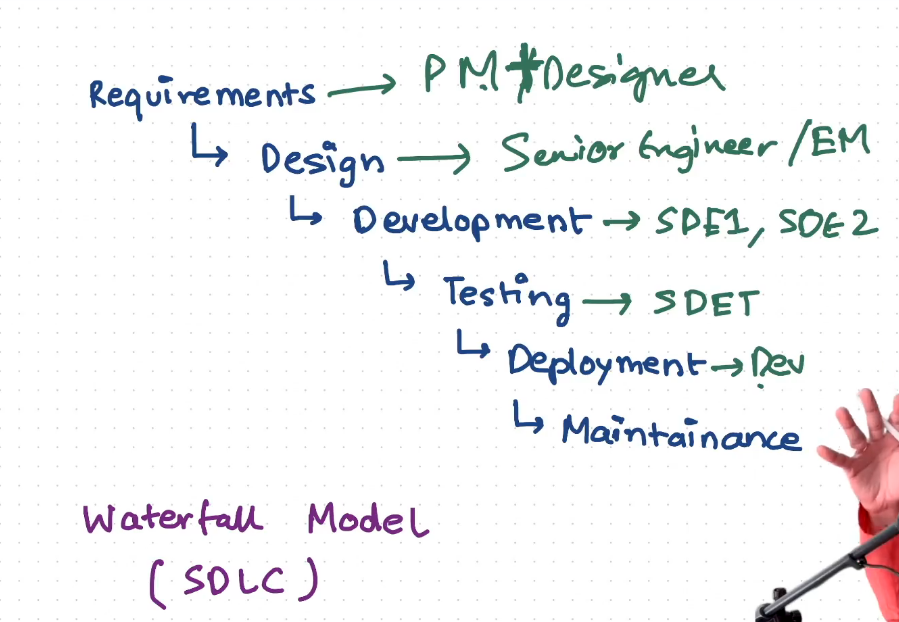 Requirements → PM + Designer
↳ Design → Senior Engineer / EM
↳ Development → SDE1, SDE2
↳ Testing → SDET
↳ Deployment → Dev
↳ Maintainance
Waterfall Model
(SDLC)